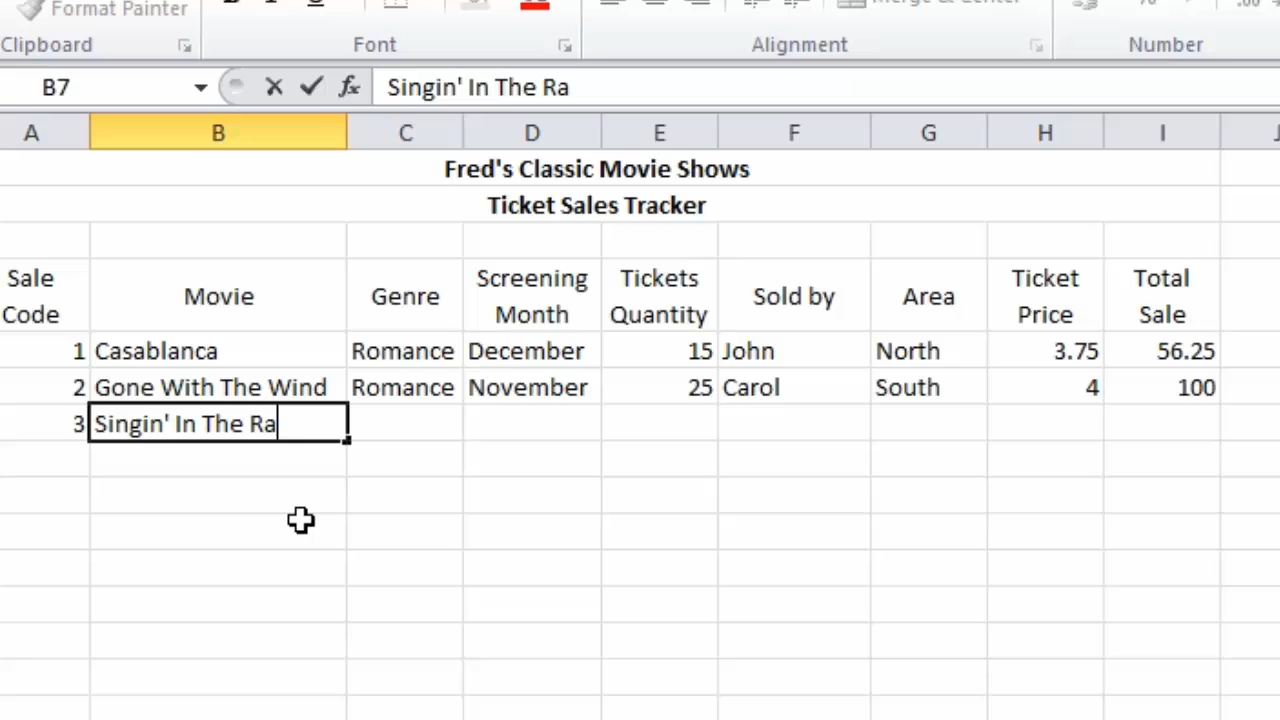 Format Painter
Clipboard Font Alignment Number
B7 fx Singin' In The Ra
A B C D E F G H I
Fred's Classic Movie Shows
Ticket Sales Tracker
Sale Code Movie Genre Screening Month Tickets Quantity Sold by Area Ticket Price Total Sale
1 Casablanca Romance December 15 John North 3.75 56.25
2 Gone With The Wind Romance November 25 Carol South 4 100
3 Singin' In The Ra